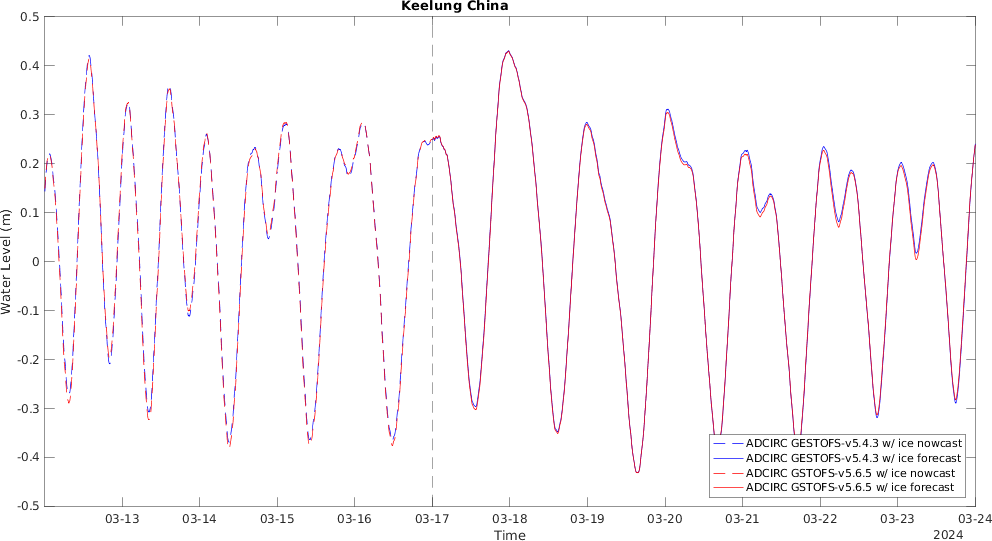 Keelung China
Water Level (m)
0.5
0.4
0.3
0.2
0.1
0
-0.1
-0.2
-0.3
-0.4
-0.5
ADCIRC GESTOFS-v5.4.3 w/ ice nowcast
ADCIRC GESTOFS-v5.4.3 w/ ice forecast
ADCIRC GSTOFS-v5.6.5 w/ ice nowcast
ADCIRC GSTOFS-v5.6.5 w/ ice forecast
03-13 03-14 03-15 03-16 03-17 03-18 03-19 03-20 03-21 03-22 03-23 03-24
Time
2024